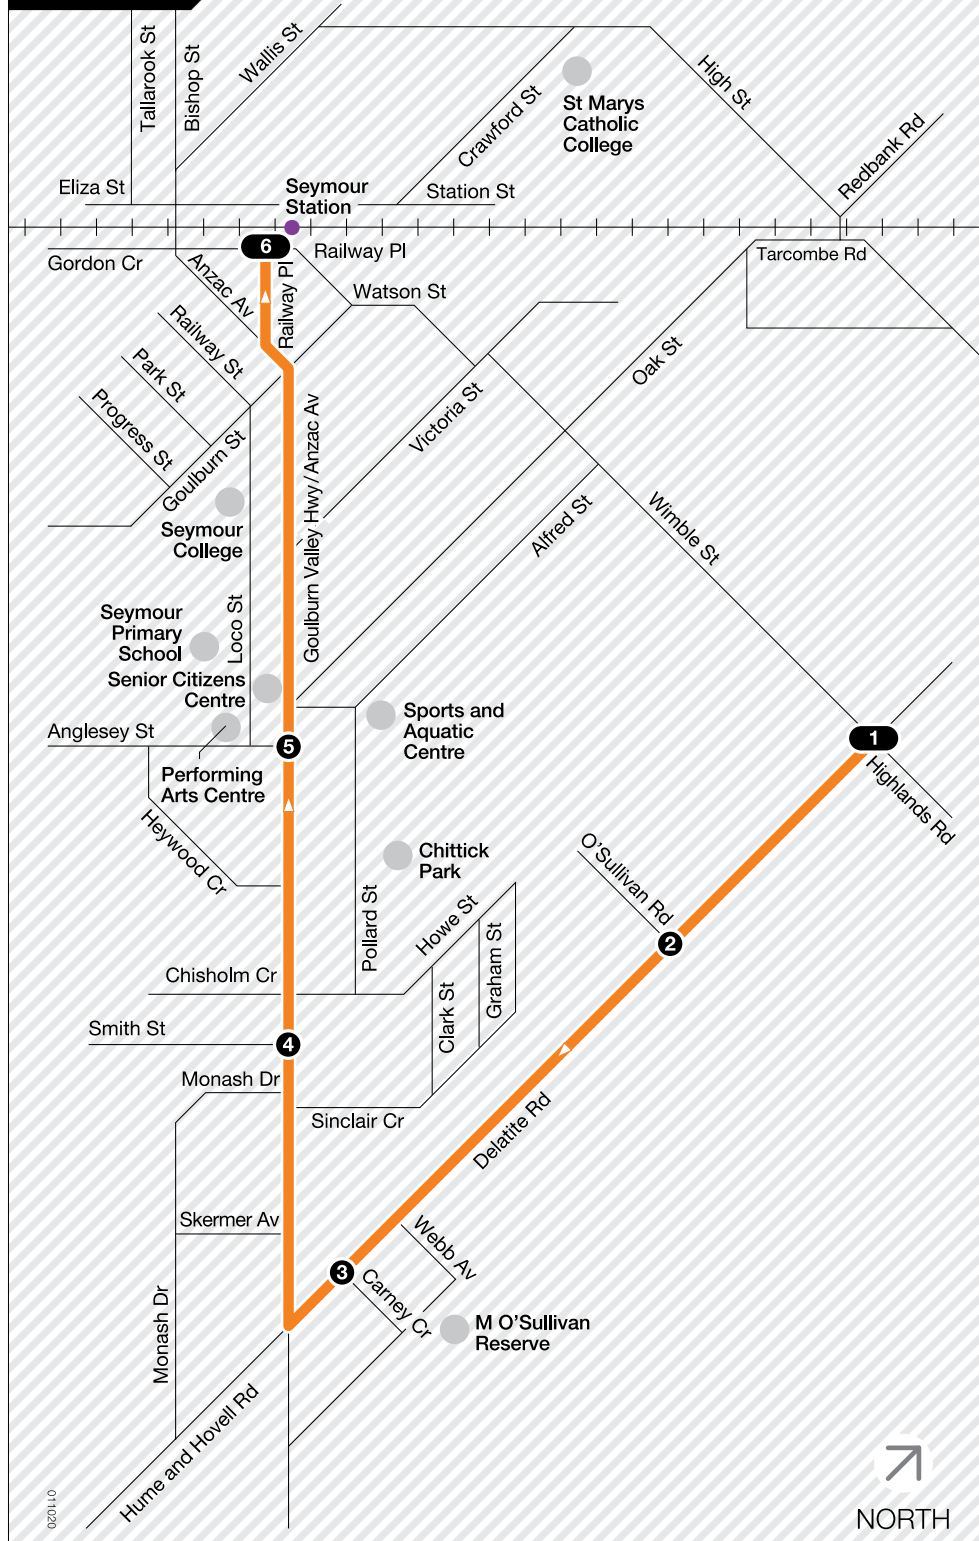 Tallarook St
Bishop St
Wallis St
Crawford St
St Marys
Catholic
College
High St
Redbank Rd
Eliza St
Seymour
Station
Station St
6
Railway Pl
Gordon Cr
Anzac Av
Railway Pl
Watson St
Tarcombe Rd
Railway St
Park St
Progress St
Goulburn St
Goulburn Valley Hwy/Anzac Av
Victoria St
Oak St
Alfred St
Wimble St
Seymour
College
Seymour
Primary
School
Loco St
Senior Citizens
Centre
Sports and
Aquatic
Centre
Anglesey St
5
1
Performing
Arts Centre
Highlands Rd
Heywood Cr
Chittick
Park
O'Sullivan Rd
2
Pollard St
Howe St
Graham St
Clark St
Chisholm Cr
Smith St
4
Monash Dr
Sinclair Cr
Delatite Rd
Skermer Av
Webb Av
3
Carney Cr
M O'Sullivan
Reserve
Monash Dr
Hume and Hovell Rd
011020
NORTH